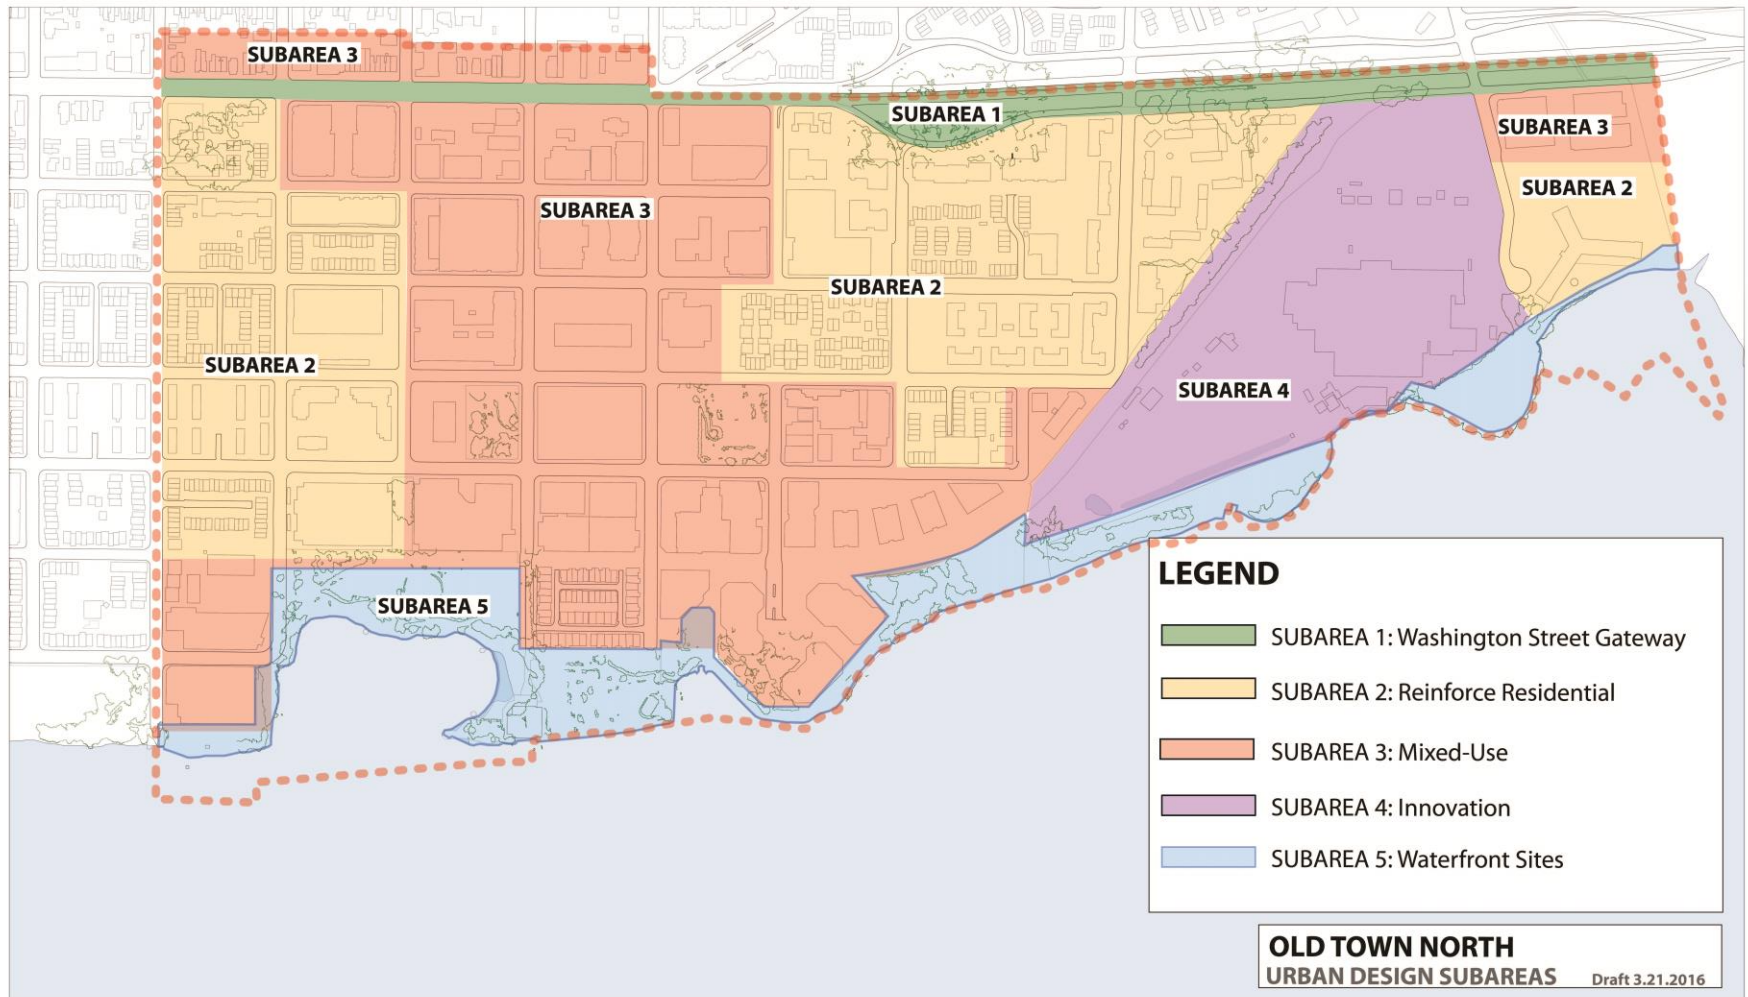 SUBAREA 3
SUBAREA 1
SUBAREA 3
SUBAREA 2
SUBAREA 3
SUBAREA 2
SUBAREA 2
SUBAREA 4
SUBAREA 5
LEGEND
SUBAREA 1: Washington Street Gateway
SUBAREA 2: Reinforce Residential
SUBAREA 3: Mixed-Use
SUBAREA 4: Innovation
SUBAREA 5: Waterfront Sites
OLD TOWN NORTH
URBAN DESIGN SUBAREAS Draft 3.21.2016